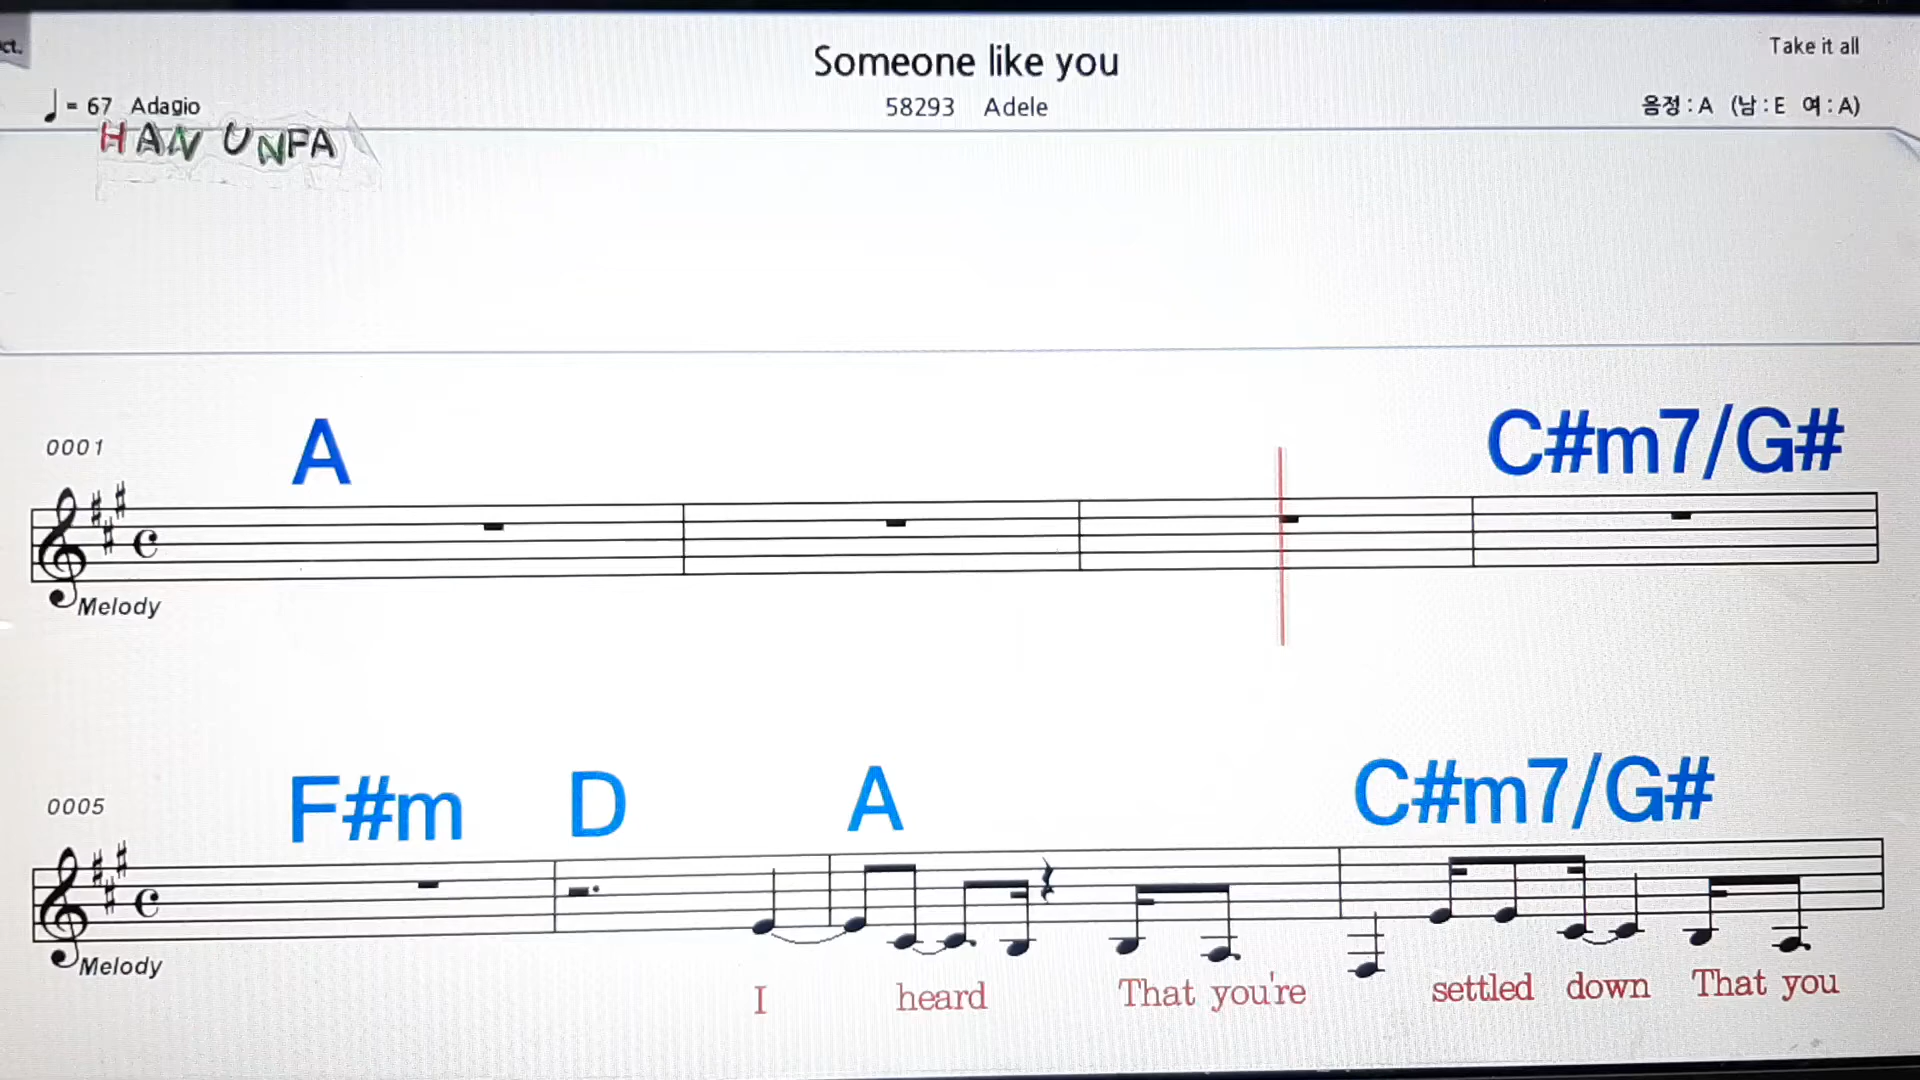 ct.
Someone like you
Take it all
= 67 Adagio
58293 Adele
음정 : A (남 : E 여 : A)
HAN UNFA
0001
A
C#m7/G#
Melody
0005
F#m D A C#m7/G#
Melody
I heard That you're settled down That you